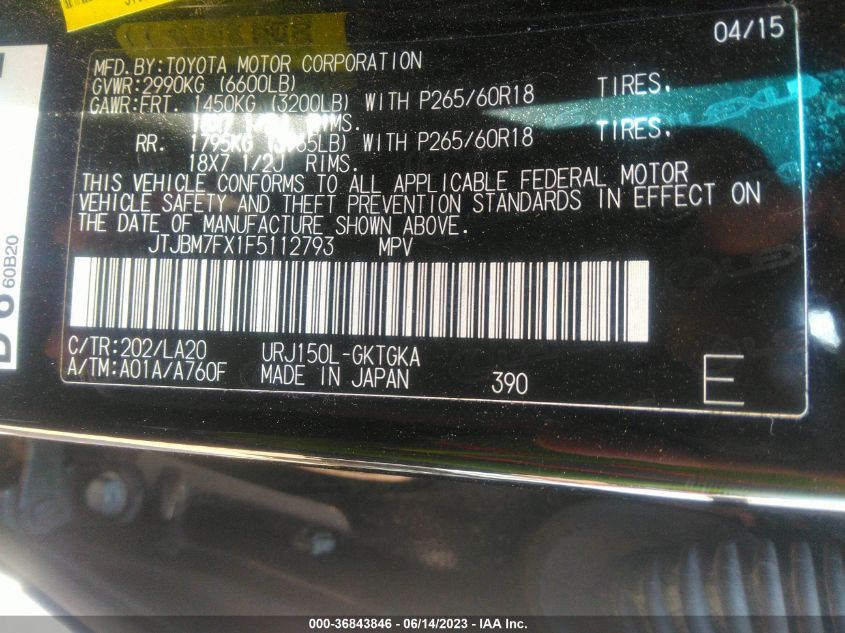 04/15
MFD.BY:TOYOTA MOTOR CORPORATION
GVWR:2990KG (6600LB)
GAWR:FRT. 1450KG (3200LB) WITH P265/60R18 TIRES,
18X7 1/2J RIMS.
RR. 1795KG WITH P265/60R18 TIRES,
18X7 1/2J RIMS.
THIS VEHICLE CONFORMS TO ALL APPLICABLE FEDERAL MOTOR
VEHICLE SAFETY AND THEFT PREVENTION STANDARDS IN EFFECT ON
THE DATE OF MANUFACTURE SHOWN ABOVE.
JTJBM7FX1F5112793 MPV
C/TR:202/LA20 URJ150L-GKTGKA
A/TM:A01A/A760F MADE IN JAPAN 390 E
60B20
000-36843846 - 06/14/2023 - IAA Inc.